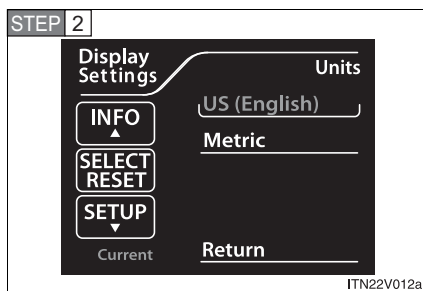 STEP 2
Display
Settings
Units
US (English)
INFO
Metric
SELECT
RESET
SETUP
Current
Return
ITN22V012a